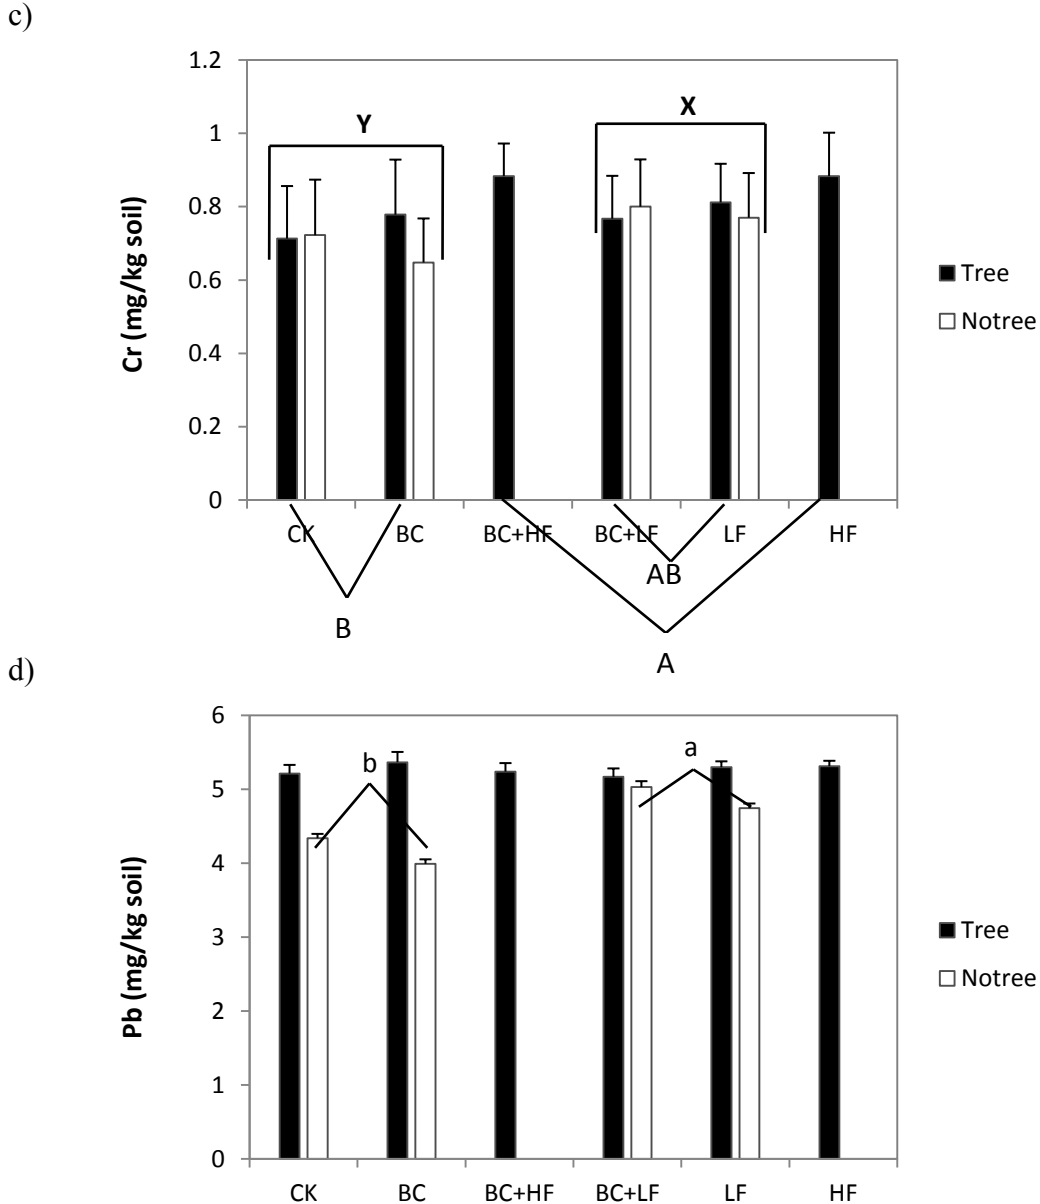 c)
1.2
1
0.8
0.6
0.4
0.2
0
Cr (mg/kg soil)
Y
X
Tree
Notree
CK BC BC+HF BC+LF LF HF
AB
B
A
d)
6
5
4
3
2
1
0
Pb (mg/kg soil)
b
a
Tree
Notree
CK BC BC+HF BC+LF LF HF